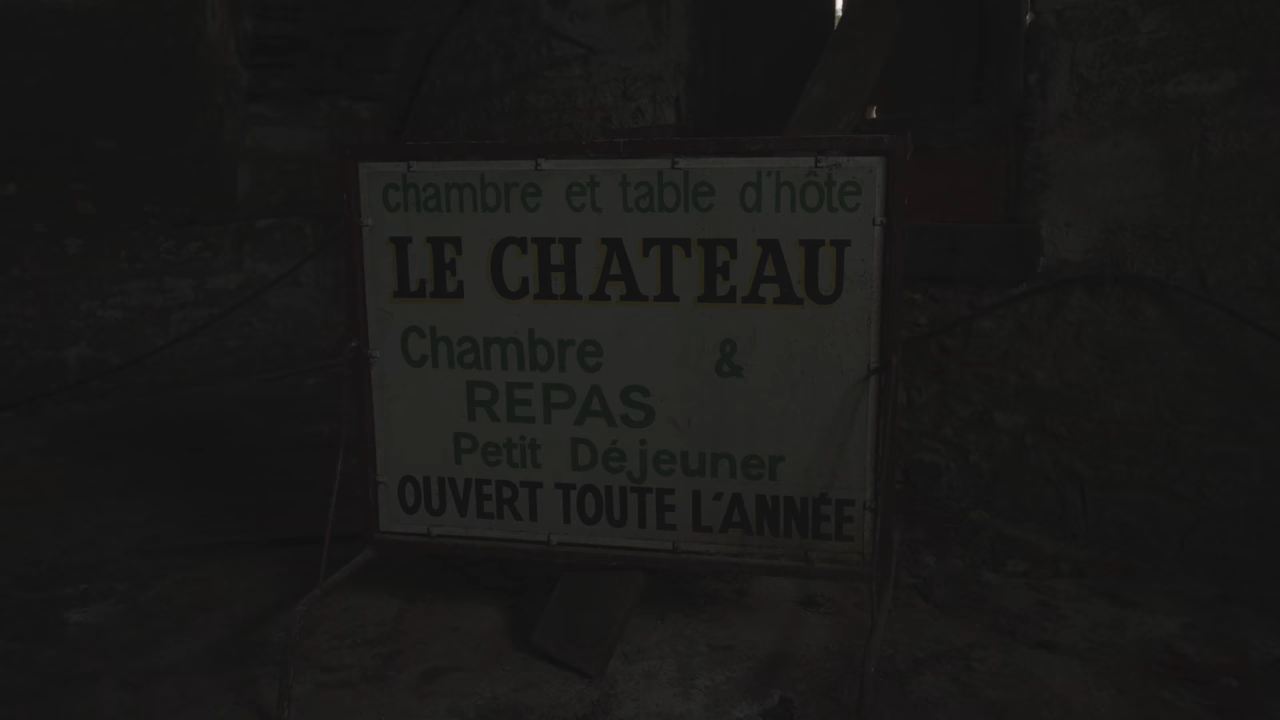 chambre et table d'hôte
LE CHATEAU
Chambre &
REPAS
Petit Déjeuner
OUVERT TOUTE L'ANNÉE